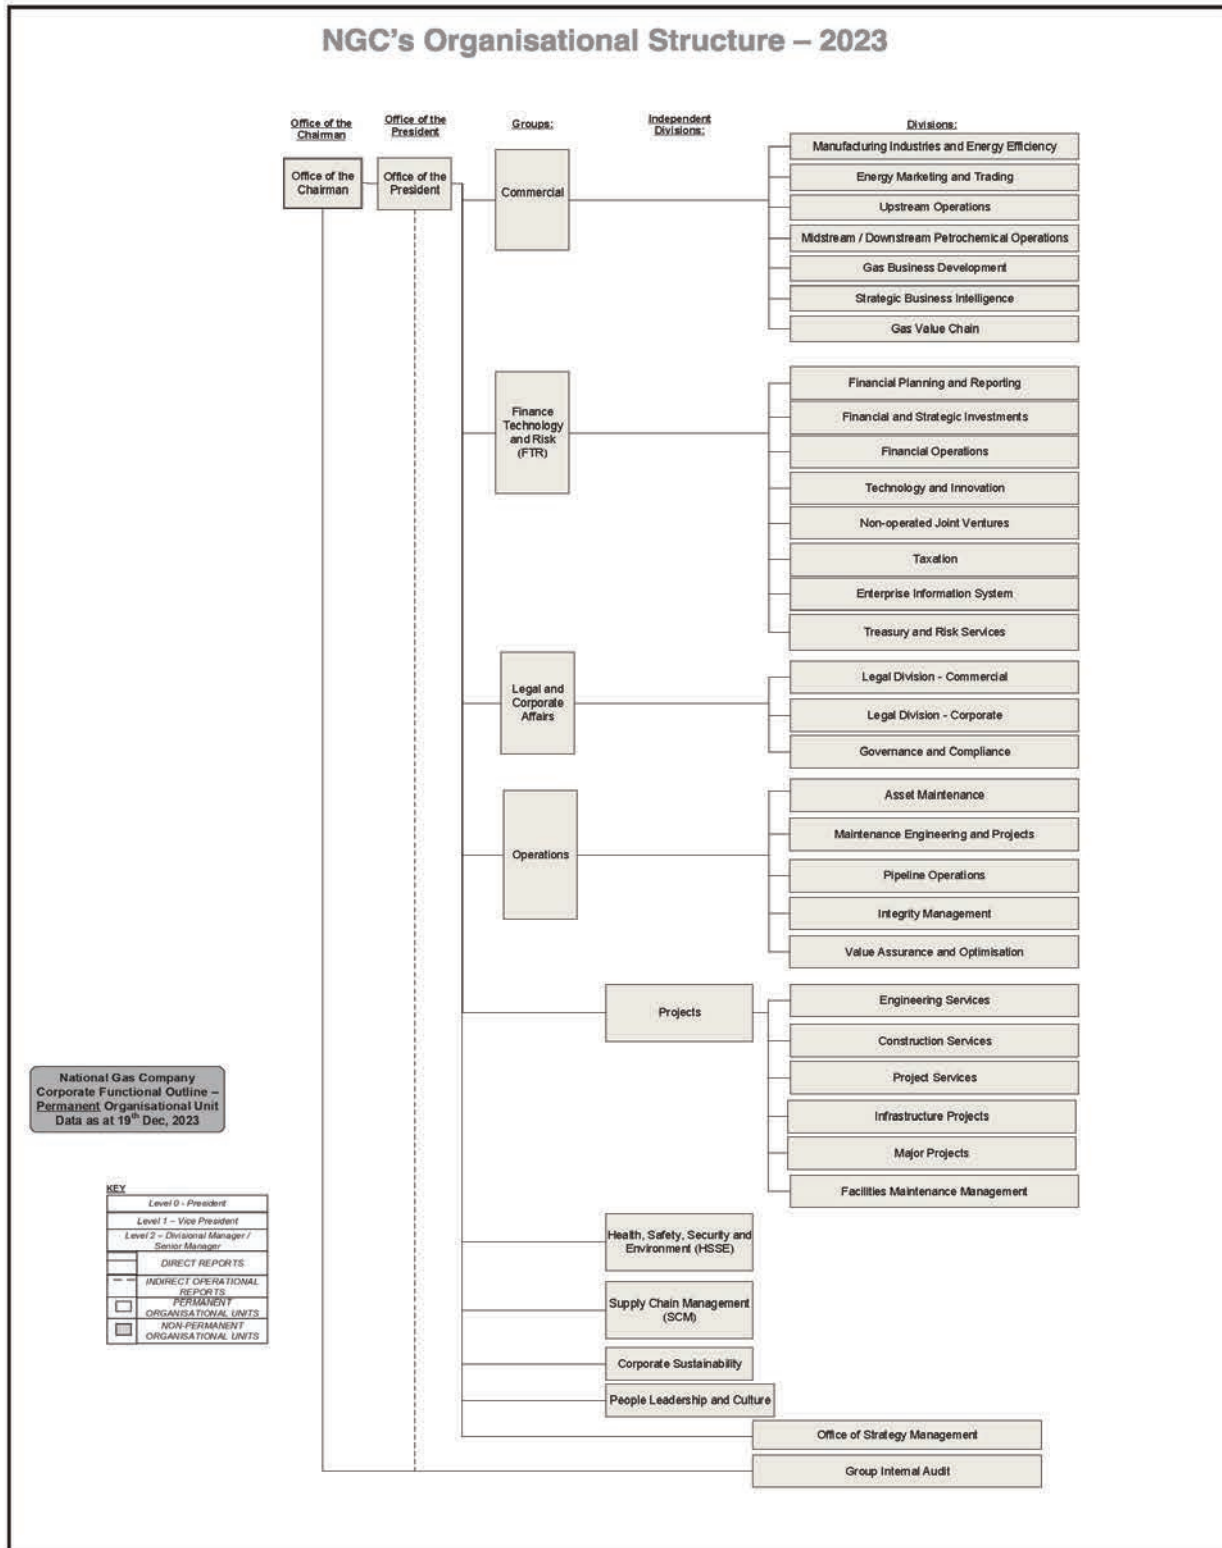 NGC's Organisational Structure – 2023
Office of the
Chairman
Office of the
President
Groups:
Independent
Divisions:
Divisions:
Office of the
Chairman
Office of the
President
Commercial
Manufacturing Industries and Energy Efficiency
Energy Marketing and Trading
Upstream Operations
Midstream / Downstream Petrochemical Operations
Gas Business Development
Strategic Business Intelligence
Gas Value Chain
Finance
Technology
and Risk
(FTR)
Financial Planning and Reporting
Financial and Strategic Investments
Financial Operations
Technology and Innovation
Non-operated Joint Ventures
Taxation
Enterprise Information System
Treasury and Risk Services
Legal and
Corporate
Affairs
Legal Division - Commercial
Legal Division - Corporate
Governance and Compliance
Operations
Asset Maintenance
Maintenance Engineering and Projects
Pipeline Operations
Integrity Management
Value Assurance and Optimisation
Projects
Engineering Services
Construction Services
Project Services
Infrastructure Projects
Major Projects
Facilities Maintenance Management
Health, Safety, Security and
Environment (HSSE)
Supply Chain Management
(SCM)
Corporate Sustainability
People Leadership and Culture
Office of Strategy Management
Group Internal Audit
National Gas Company
Corporate Functional Outline –
Permanent Organisational Unit
Data as at 19th Dec, 2023
KEY
Level 0 - President
Level 1 – Vice President
Level 2 – Divisional Manager /
Senior Manager
DIRECT REPORTS
INDIRECT OPERATIONAL
REPORTS
PERMANENT
ORGANISATIONAL UNITS
NON-PERMANENT
ORGANISATIONAL UNITS